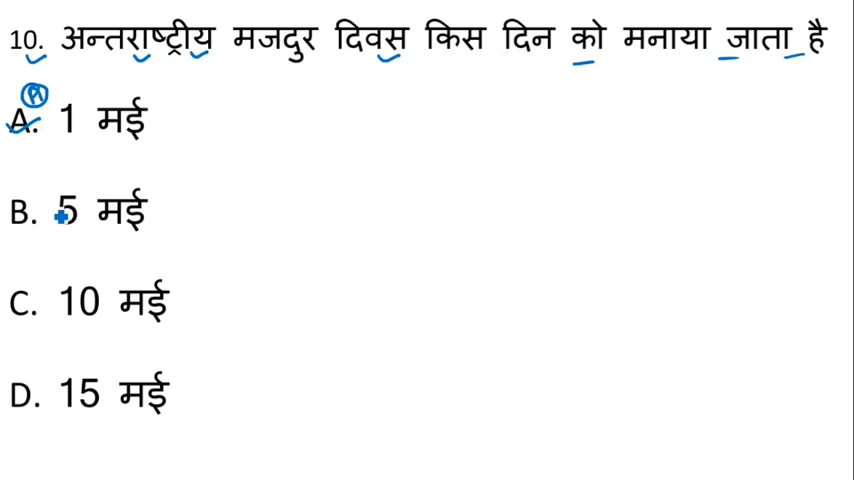 10. अन्तराष्ट्रीय मजदुर दिवस किस दिन को मनाया जाता है
A. 1 मई
B. 5 मई
C. 10 मई
D. 15 मई